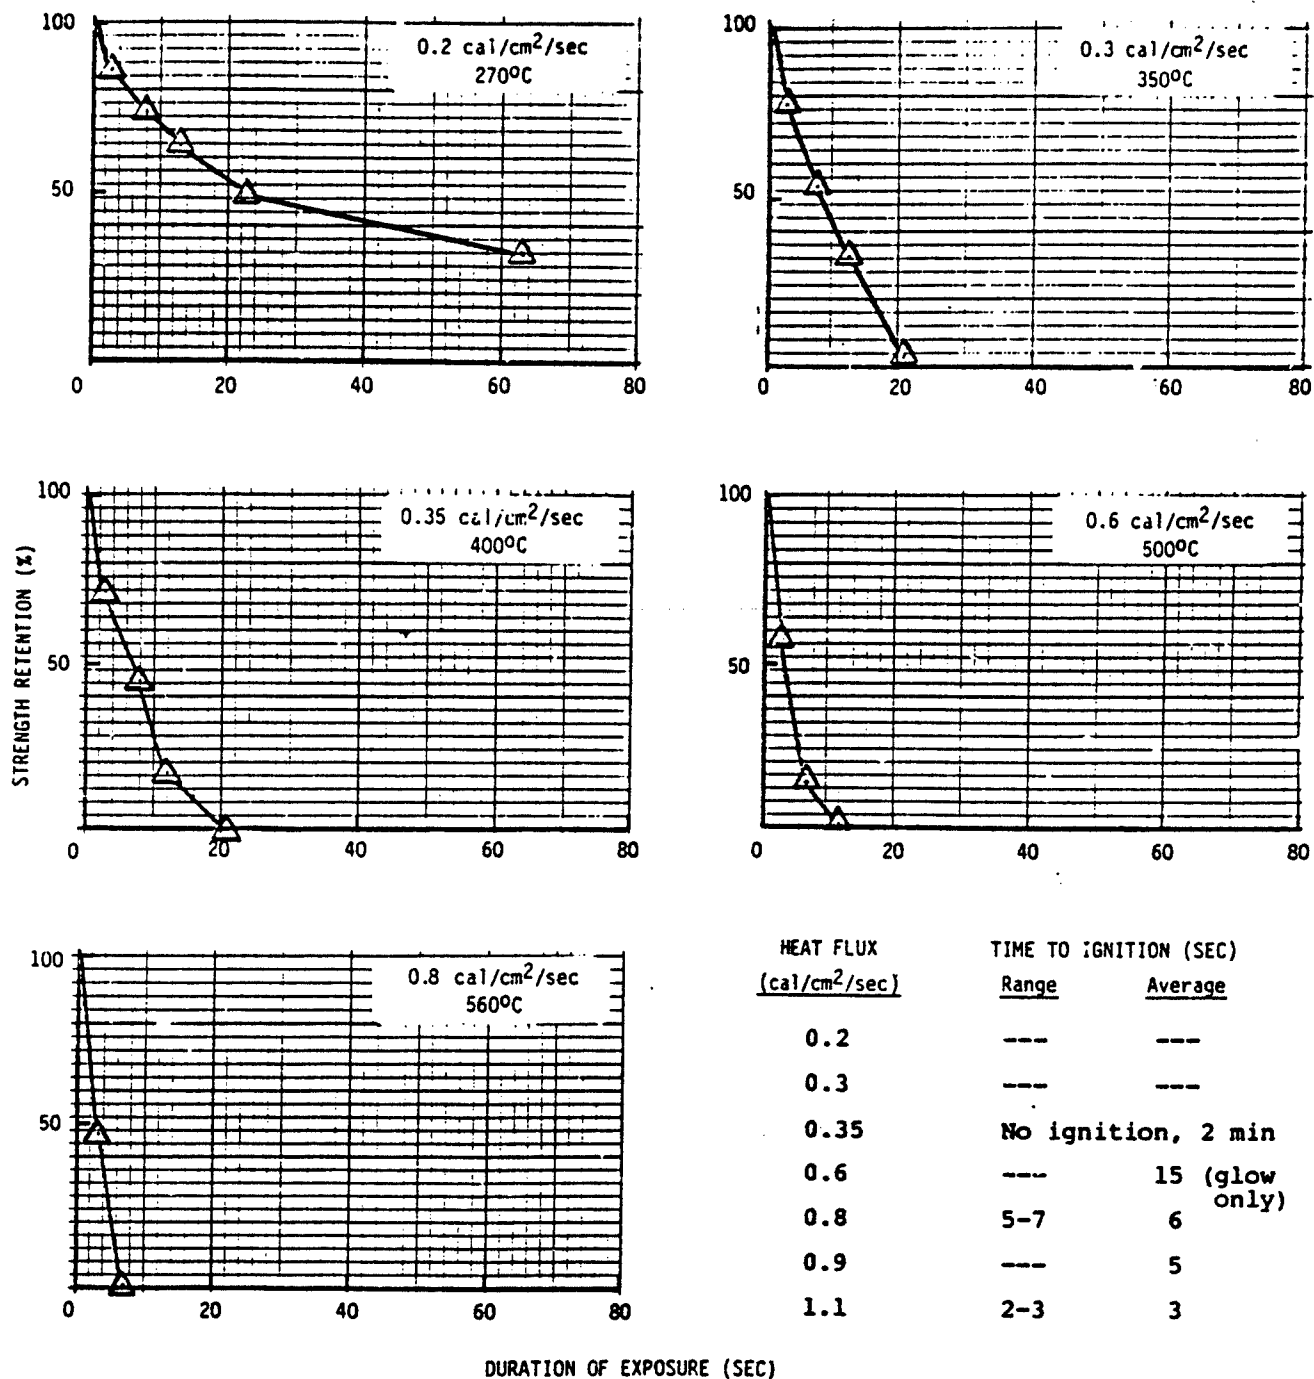 100
0.2 cal/cm²/sec
270°C
50
0 20 40 60 80
100
0.3 cal/cm²/sec
350°C
50
0 20 40 60 80
STRENGTH RETENTION (%)
100
0.35 cal/cm²/sec
400°C
50
0 20 40 60 80
100
0.6 cal/cm²/sec
500°C
50
0 20 40 60 80
100
0.8 cal/cm²/sec
560°C
50
0 20 40 60 80
HEAT FLUX TIME TO IGNITION (SEC)
(cal/cm²/sec) Range Average
0.2 --- ---
0.3 --- ---
0.35 No ignition, 2 min
0.6 --- 15 (glow
only)
0.8 5-7 6
0.9 --- 5
1.1 2-3 3
DURATION OF EXPOSURE (SEC)